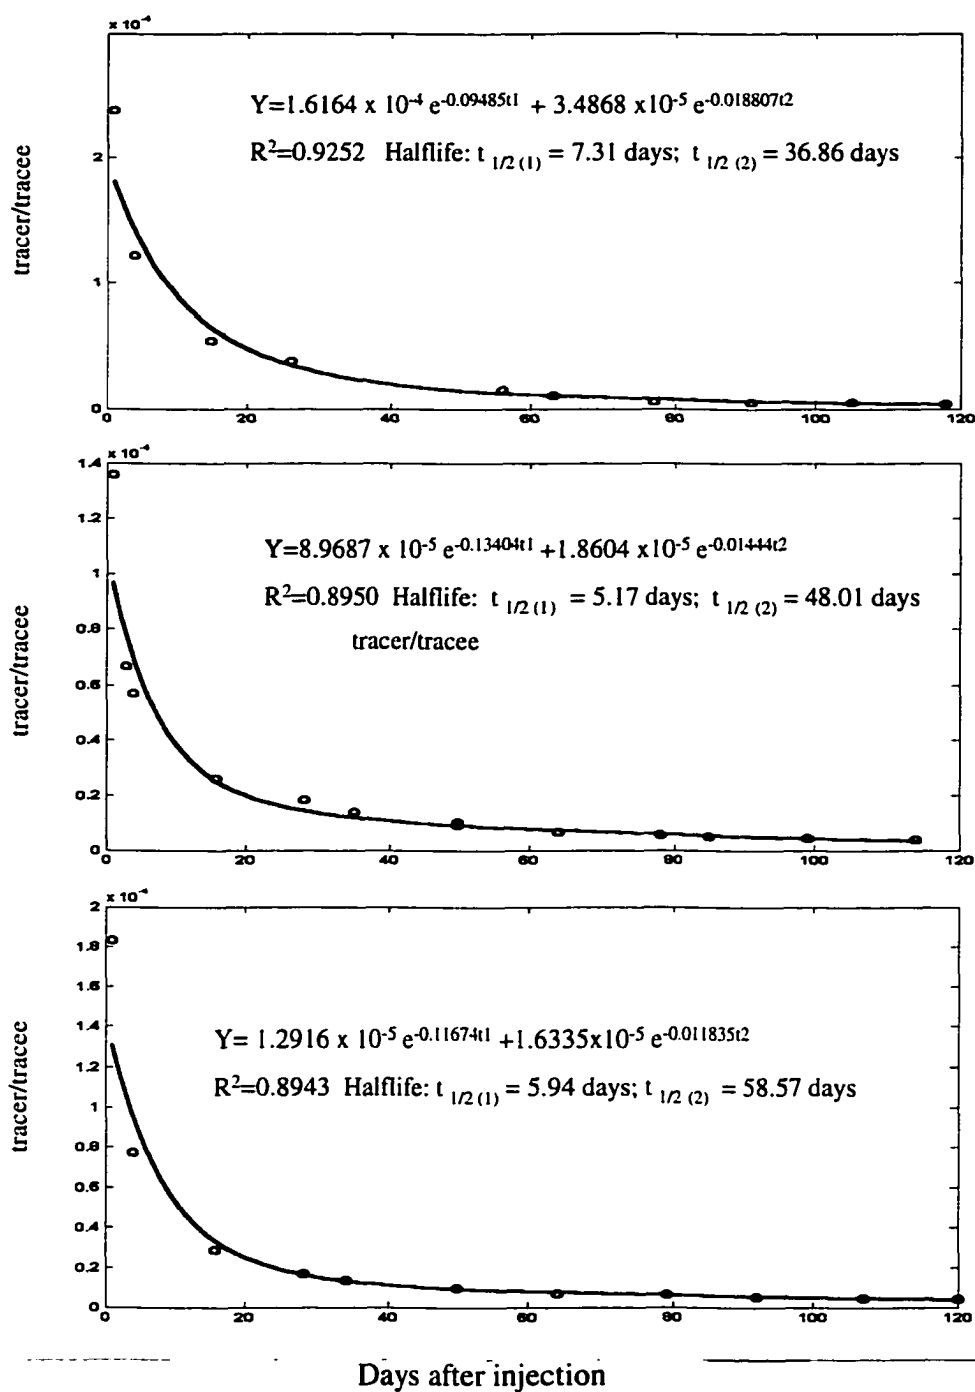 x 10⁻⁴
Y=1.6164 x 10⁻⁴ e^-0.09485t1 + 3.4868 x10⁻⁵ e^-0.018807t2
R²=0.9252 Halflife: t 1/2 (1) = 7.31 days; t 1/2 (2) = 36.86 days
tracer/tracee
2
1
0
0 20 40 60 80 100 120
x 10⁻⁴
1.4
1.2
1
0.8
0.6
0.4
0.2
0
Y=8.9687 x 10⁻⁵ e^-0.13404t1 +1.8604 x10⁻⁵ e^-0.01444t2
R²=0.8950 Halflife: t 1/2 (1) = 5.17 days; t 1/2 (2) = 48.01 days
tracer/tracee
tracer/tracee
0 20 40 60 80 100 120
x 10⁻⁴
2
1.8
1.6
1.4
1.2
1
0.8
0.6
0.4
0.2
0
Y= 1.2916 x 10⁻⁵ e^-0.11674t1 +1.6335x10⁻⁵ e^-0.011835t2
R²=0.8943 Halflife: t 1/2 (1) = 5.94 days; t 1/2 (2) = 58.57 days
tracer/tracee
0 20 40 60 80 100 120
Days after injection